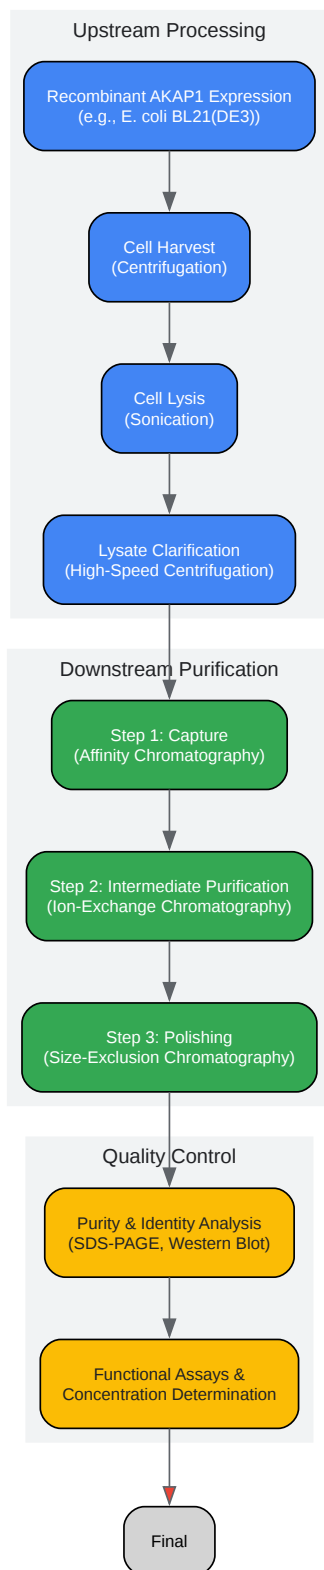 Upstream Processing
Recombinant AKAP1 Expression
(e.g., E. coli BL21(DE3))
Cell Harvest
(Centrifugation)
Cell Lysis
(Sonication)
Lysate Clarification
(High-Speed Centrifugation)
Downstream Purification
Step 1: Capture
(Affinity Chromatography)
Step 2: Intermediate Purification
(Ion-Exchange Chromatography)
Step 3: Polishing
(Size-Exclusion Chromatography)
Quality Control
Purity & Identity Analysis
(SDS-PAGE, Western Blot)
Functional Assays &
Concentration Determination
Final